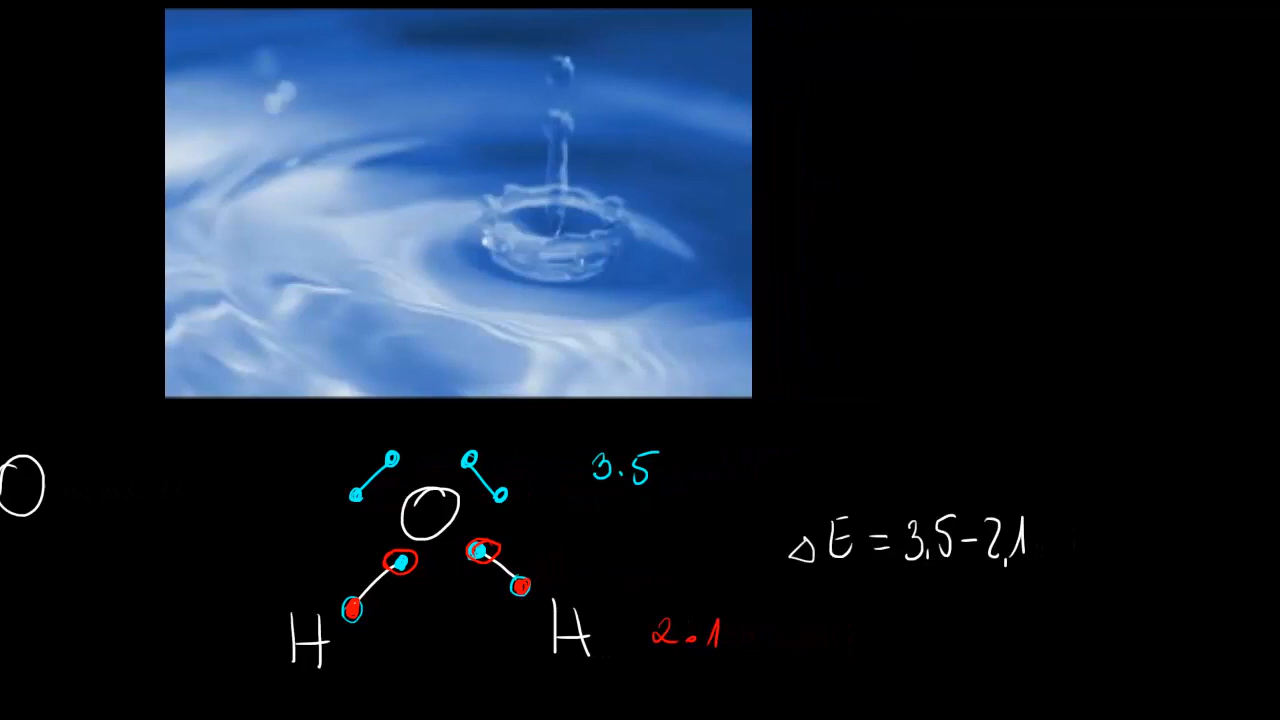 O
O
3.5
H
H
2.1
ΔE = 3,5-2,1